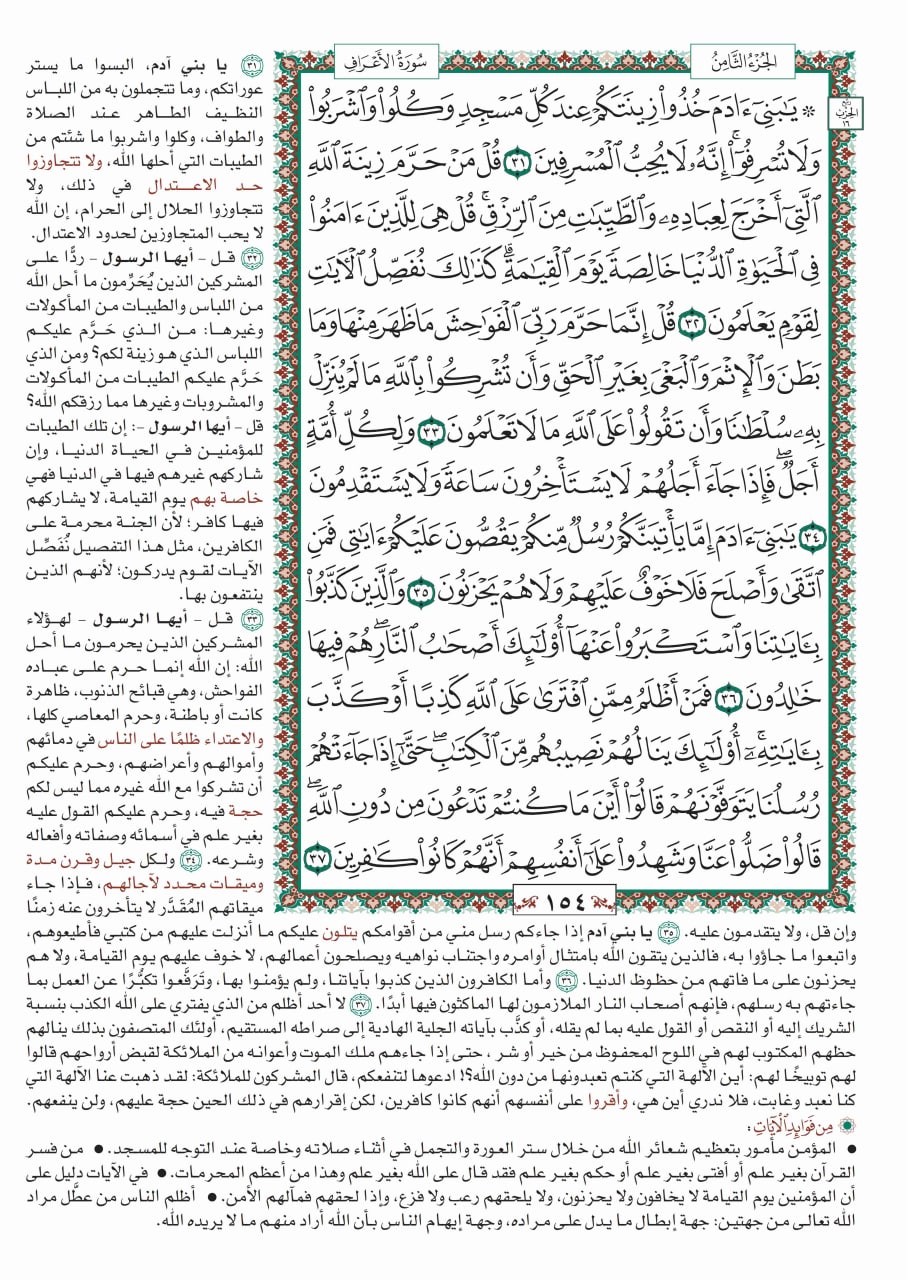 الجُزْءُ الثَّامِنُ
سُورَةُ الأَعْرَافِ
۞ يَٰبَنِيٓ ءَادَمَ خُذُواْ زِينَتَكُمۡ عِندَ كُلِّ مَسۡجِدٖ وَكُلُواْ وَٱشۡرَبُواْ
وَلَا تُسۡرِفُوٓاْۚ إِنَّهُۥ لَا يُحِبُّ ٱلۡمُسۡرِفِينَ ٣١ قُلۡ مَنۡ حَرَّمَ زِينَةَ ٱللَّهِ
ٱلَّتِيٓ أَخۡرَجَ لِعِبَادِهِۦ وَٱلطَّيِّبَٰتِ مِنَ ٱلرِّزۡقِۚ قُلۡ هِيَ لِلَّذِينَ ءَامَنُواْ
فِي ٱلۡحَيَوٰةِ ٱلدُّنۡيَا خَالِصَةٗ يَوۡمَ ٱلۡقِيَٰمَةِۗ كَذَٰلِكَ نُفَصِّلُ ٱلۡأٓيَٰتِ
لِقَوۡمٖ يَعۡلَمُونَ ٣٢ قُلۡ إِنَّمَا حَرَّمَ رَبِّيَ ٱلۡفَوَٰحِشَ مَا ظَهَرَ مِنۡهَا وَمَا
بَطَنَ وَٱلۡإِثۡمَ وَٱلۡبَغۡيَ بِغَيۡرِ ٱلۡحَقِّ وَأَن تُشۡرِكُواْ بِٱللَّهِ مَا لَمۡ يُنَزِّلۡ
بِهِۦ سُلۡطَٰنٗا وَأَن تَقُولُواْ عَلَى ٱللَّهِ مَا لَا تَعۡلَمُونَ ٣٣ وَلِكُلِّ أُمَّةٍ
أَجَلٞۖ فَإِذَا جَآءَ أَجَلُهُمۡ لَا يَسۡتَأۡخِرُونَ سَاعَةٗ وَلَا يَسۡتَقۡدِمُونَ
٣٤ يَٰبَنِيٓ ءَادَمَ إِمَّا يَأۡتِيَنَّكُمۡ رُسُلٞ مِّنكُمۡ يَقُصُّونَ عَلَيۡكُمۡ ءَايَٰتِي فَمَنِ
ٱتَّقَىٰ وَأَصۡلَحَ فَلَا خَوۡفٌ عَلَيۡهِمۡ وَلَا هُمۡ يَحۡزَنُونَ ٣٥ وَٱلَّذِينَ كَذَّبُواْ
بِـَٔايَٰتِنَا وَٱسۡتَكۡبَرُواْ عَنۡهَآ أُوْلَٰٓئِكَ أَصۡحَٰبُ ٱلنَّارِۖ هُمۡ فِيهَا
خَٰلِدُونَ ٣٦ فَمَنۡ أَظۡلَمُ مِمَّنِ ٱفۡتَرَىٰ عَلَى ٱللَّهِ كَذِبًا أَوۡ كَذَّبَ
بِـَٔايَٰتِهِۦٓۚ أُوْلَٰٓئِكَ يَنَالُهُمۡ نَصِيبُهُم مِّنَ ٱلۡكِتَٰبِۖ حَتَّىٰٓ إِذَا جَآءَتۡهُمۡ
رُسُلُنَا يَتَوَفَّوۡنَهُمۡ قَالُوٓاْ أَيۡنَ مَا كُنتُمۡ تَدۡعُونَ مِن دُونِ ٱللَّهِۖ
قَالُواْ ضَلُّواْ عَنَّا وَشَهِدُواْ عَلَىٰٓ أَنفُسِهِمۡ أَنَّهُمۡ كَانُواْ كَٰفِرِينَ ٣٧
١٥٤
٣١ يا بني آدم، البسوا ما يستر
عوراتكم، وما تتجملون به من اللباس
النظيف الطاهر عند الصلاة
والطواف، وكلوا واشربوا ما شئتم من
الطيبات التي أحلها الله، ولا تتجاوزوا
حد الاعتدال في ذلك، ولا
تتجاوزوا الحلال إلى الحرام، إن الله
لا يحب المتجاوزين لحدود الاعتدال.
٣٢ قل - أيها الرسول - ردًّا على
المشركين الذين يُحَرِّمون ما أحل الله
من اللباس والطيبات من المأكولات
وغيرها: من الذي حَرَّم عليكم
اللباس الذي هو زينة لكم؟ ومن الذي
حَرَّم عليكم الطيبات من المأكولات
والمشروبات وغيرها مما رزقكم الله؟
قل - أيها الرسول -: إن تلك الطيبات
للمؤمنين في الحياة الدنيا، وإن
شاركهم غيرهم فيها في الدنيا فهي
خاصة بهم يوم القيامة، لا يشاركهم
فيها كافر؛ لأن الجنة محرمة على
الكافرين، مثل هذا التفصيل نُفَصِّل
الآيات لقوم يدركون؛ لأنهم الذين
ينتفعون بها.
٣٣ قل - أيها الرسول - لهؤلاء
المشركين الذين يحرمون ما أحل
الله: إن الله إنما حرم على عباده
الفواحش، وهي قبائح الذنوب، ظاهرة
كانت أو باطنة، وحرم المعاصي كلها،
والاعتداء ظلمًا على الناس في دمائهم
وأموالهم وأعراضهم، وحرم عليكم
أن تشركوا مع الله غيره مما ليس لكم
حجة فيه، وحرم عليكم القول عليه
بغير علم في أسمائه وصفاته وأفعاله
وشرعه. ٣٤ ولكل جيل وقرن مدة
وميقات محدد لآجالهم، فإذا جاء
ميقاتهم المُقَدَّر لا يتأخرون عنه زمنًا
وإن قل، ولا يتقدمون عليه. ٣٥ يا بني آدم إذا جاءكم رسل مني من أقوامكم يتلون عليكم ما أنزلت عليهم من كتبي فأطيعوهم،
واتبعوا ما جاؤوا به، فالذين يتقون الله بامتثال أوامره واجتناب نواهيه ويصلحون أعمالهم، لا خوف عليهم يوم القيامة، ولا هم
يحزنون على ما فاتهم من حظوظ الدنيا. ٣٦ وأما الكافرون الذين كذبوا بآياتنا، ولم يؤمنوا بها، وتَرَفَّعوا تكبُّرًا عن العمل بما
جاءتهم به رسلهم، فإنهم أصحاب النار الملازمون لها الماكثون فيها أبدًا. ٣٧ لا أحد أظلم من الذي يفتري على الله الكذب بنسبة
الشريك إليه أو النقص أو القول عليه بما لم يقله، أو كذَّب بآياته الجلية الهادية إلى صراطه المستقيم، أولئك المتصفون بذلك ينالهم
حظهم المكتوب لهم في اللوح المحفوظ من خير أو شر، حتى إذا جاءهم ملك الموت وأعوانه من الملائكة لقبض أرواحهم قالوا
لهم توبيخًا لهم: أين الآلهة التي كنتم تعبدونها من دون الله؟! ادعوها لتنفعكم، قال المشركون للملائكة: لقد ذهبت عنا الآلهة التي
كنا نعبد وغابت، فلا ندري أين هي، وأقروا على أنفسهم أنهم كانوا كافرين، لكن إقرارهم في ذلك الحين حجة عليهم، ولن ينفعهم.
مِن فَوَائِدِ الآيَاتِ:
• المؤمن مأمور بتعظيم شعائر الله من خلال ستر العورة والتجمل في أثناء صلاته وخاصة عند التوجه للمسجد. • من فسر
القرآن بغير علم أو أفتى بغير علم أو حكم بغير علم فقد قال على الله بغير علم وهذا من أعظم المحرمات. • في الآيات دليل على
أن المؤمنين يوم القيامة لا يخافون ولا يحزنون، ولا يلحقهم رعب ولا فزع، وإذا لحقهم فمآلهم الأمن. • أظلم الناس من عطَّل مراد
الله تعالى من جهتين: جهة إبطال ما يدل على مراده، وجهة إيهام الناس بأن الله أراد منهم ما لا يريده الله.